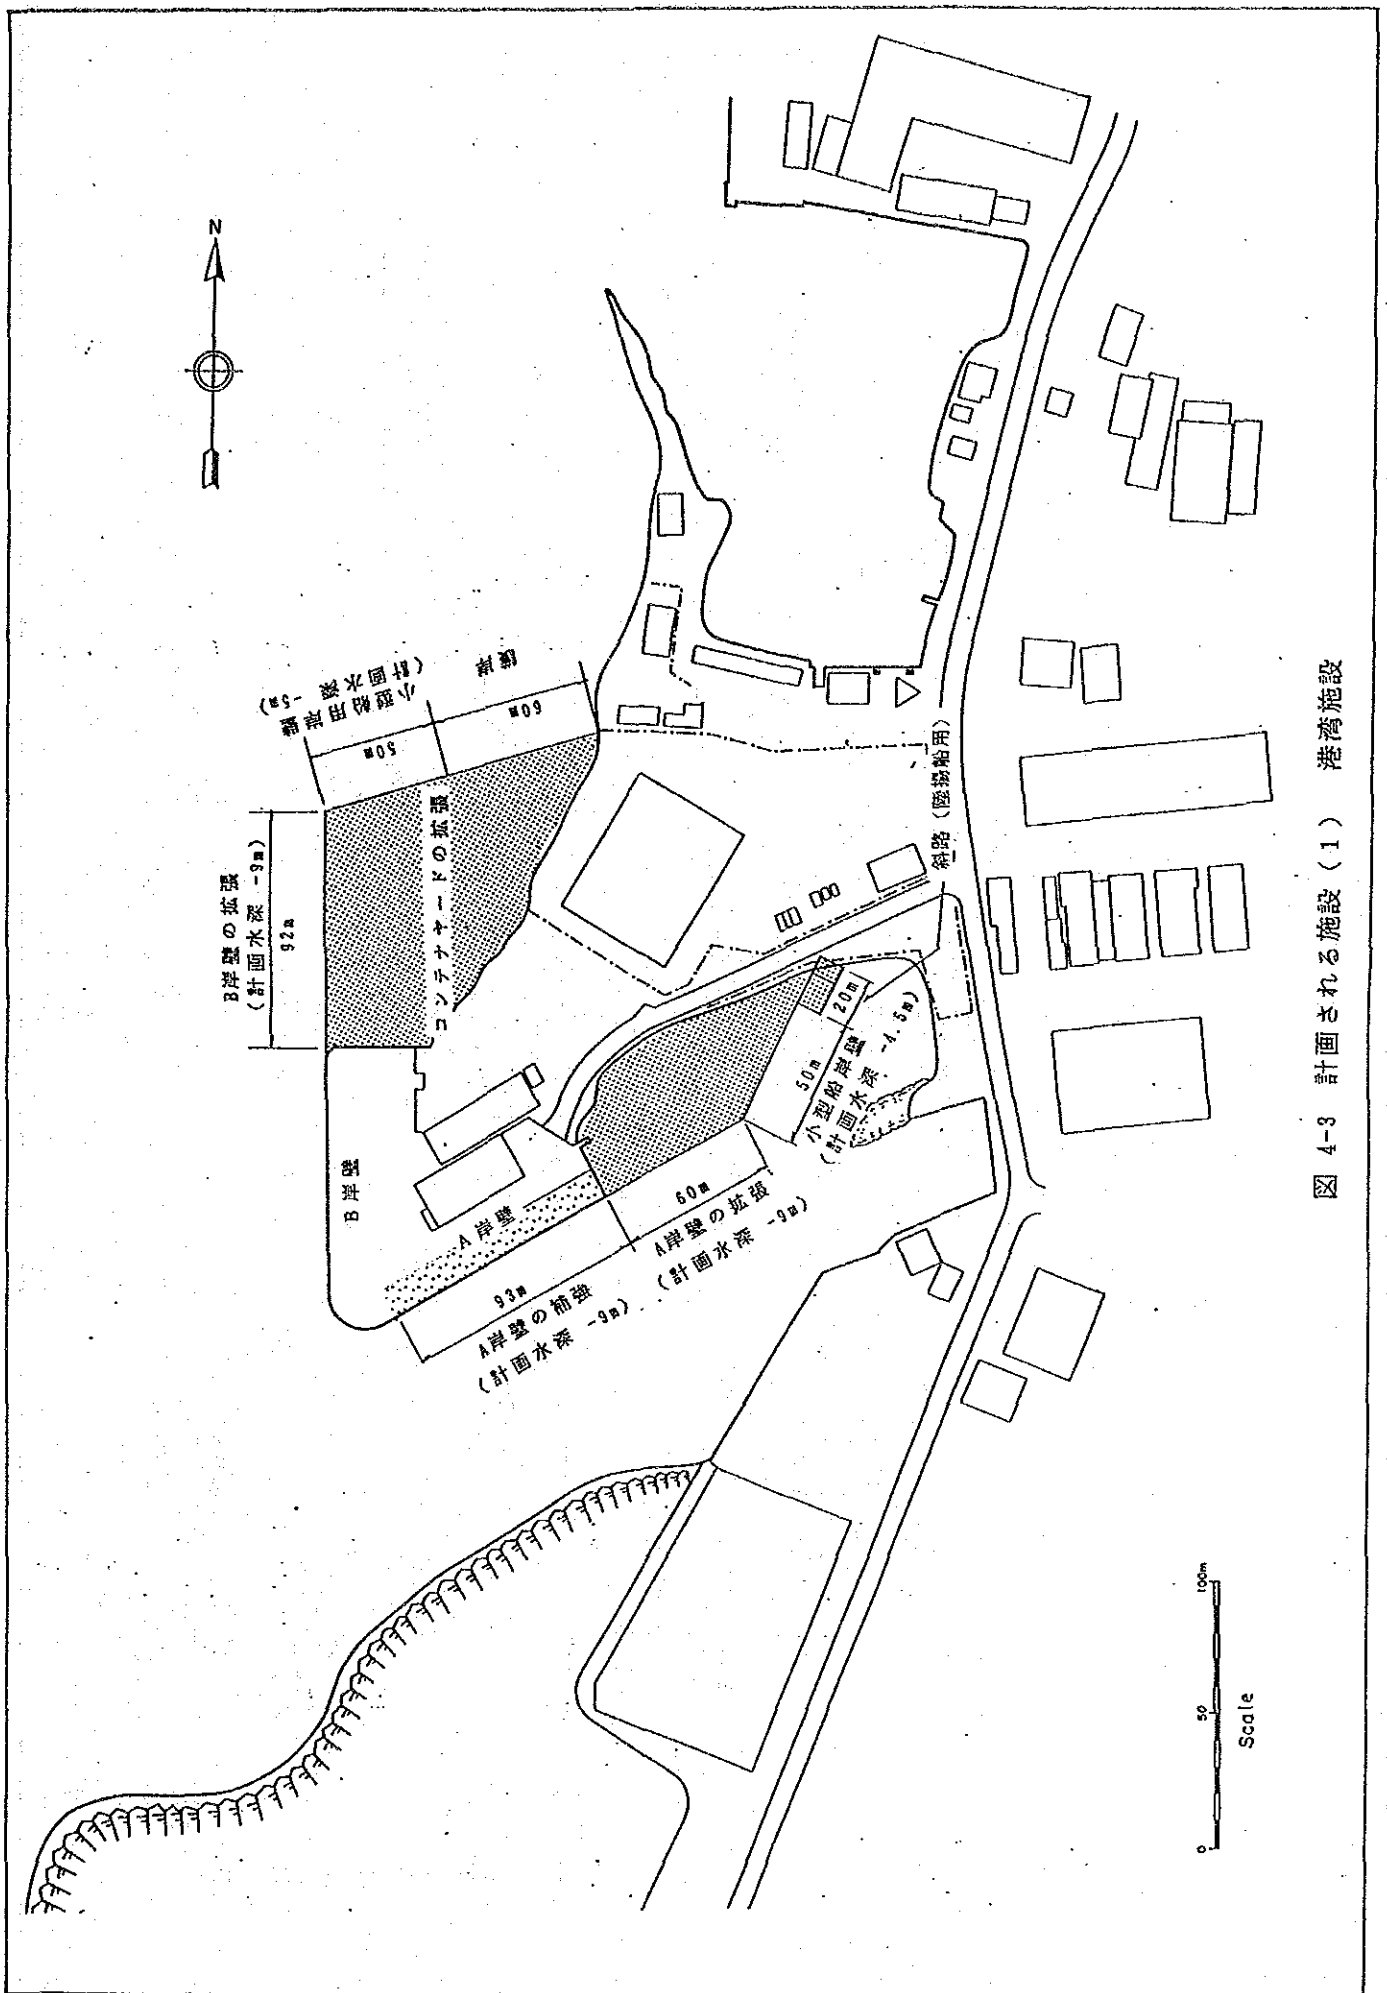 N
B岸壁の拡張
(計画水深 -9m)
92m
小型船用岸壁
(計画水深 -5m)
50m
護岸
60m
コンテナヤードの拡張
B岸壁
A岸壁
93m
A岸壁の補強
(計画水深 -9m)
60m
A岸壁の拡張
(計画水深 -9m)
20m
50m
小型船岸壁
(計画水深 -4.5m)
斜路(陸揚船用)
0
50
100m
Scale
図 4-3 計画される施設(1) 港湾施設